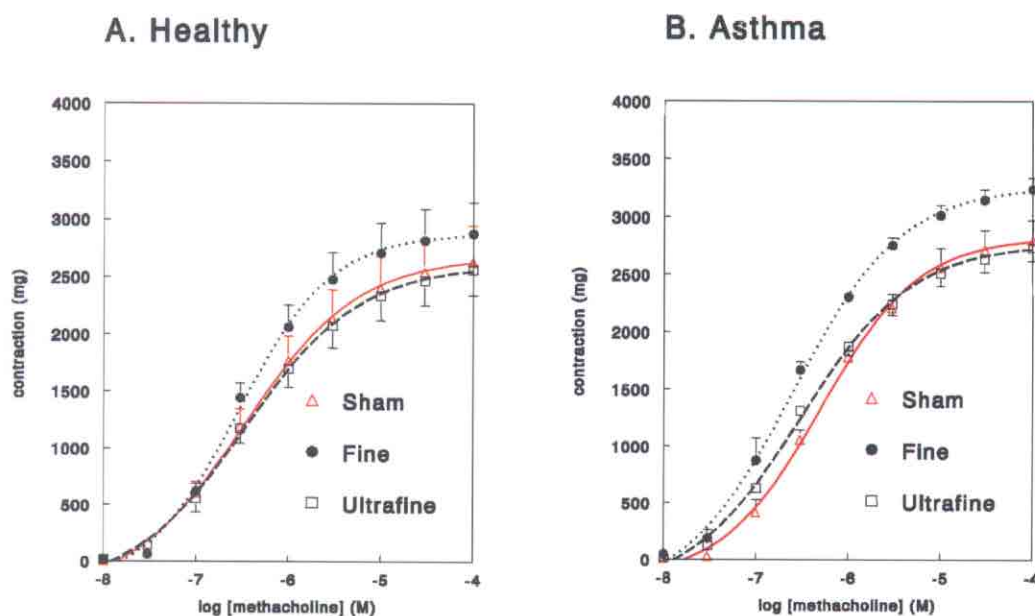 A. Healthy
4000
3500
3000
2500
2000
1500
1000
500
0
contraction (mg)
-8
-7
-6
-5
-4
log [methacholine] (M)
Sham
Fine
Ultrafine
B. Asthma
4000
3500
3000
2500
2000
1500
1000
500
0
contraction (mg)
-8
-7
-6
-5
-4
log [methacholine] (M)
Sham
Fine
Ultrafine